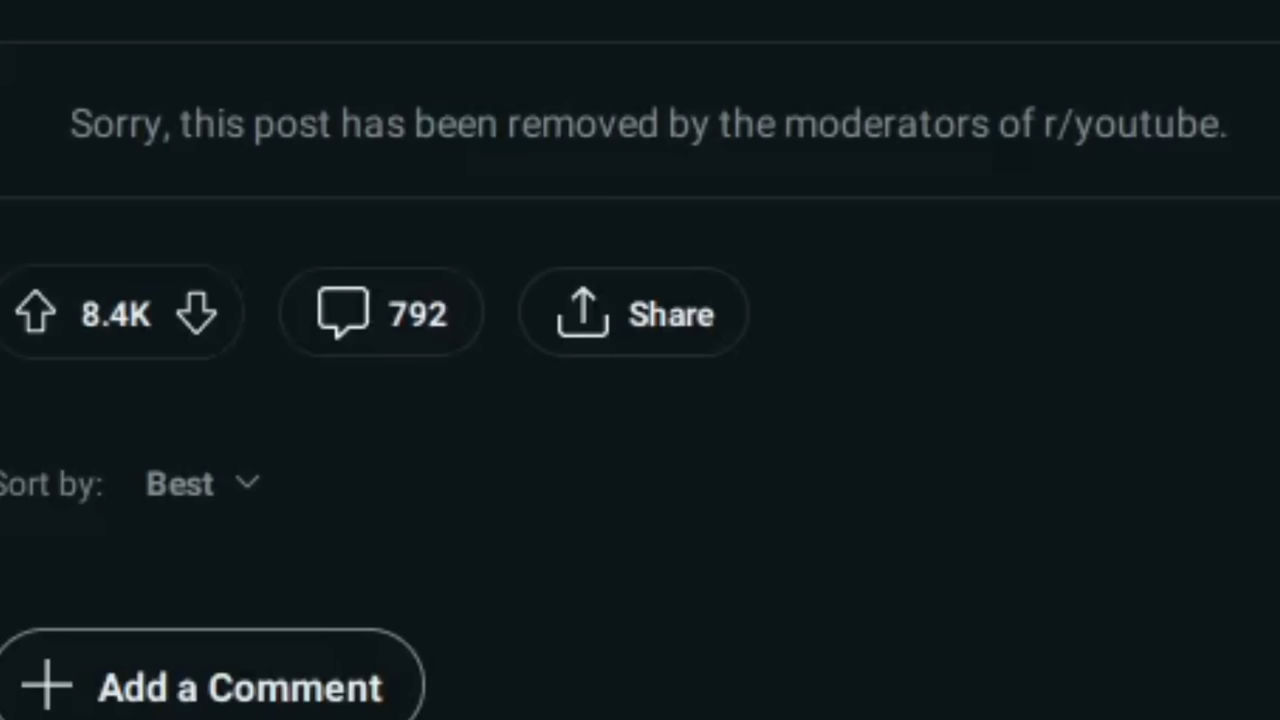 Sorry, this post has been removed by the moderators of r/youtube.
8.4K 792 Share
Sort by: Best
Add a Comment